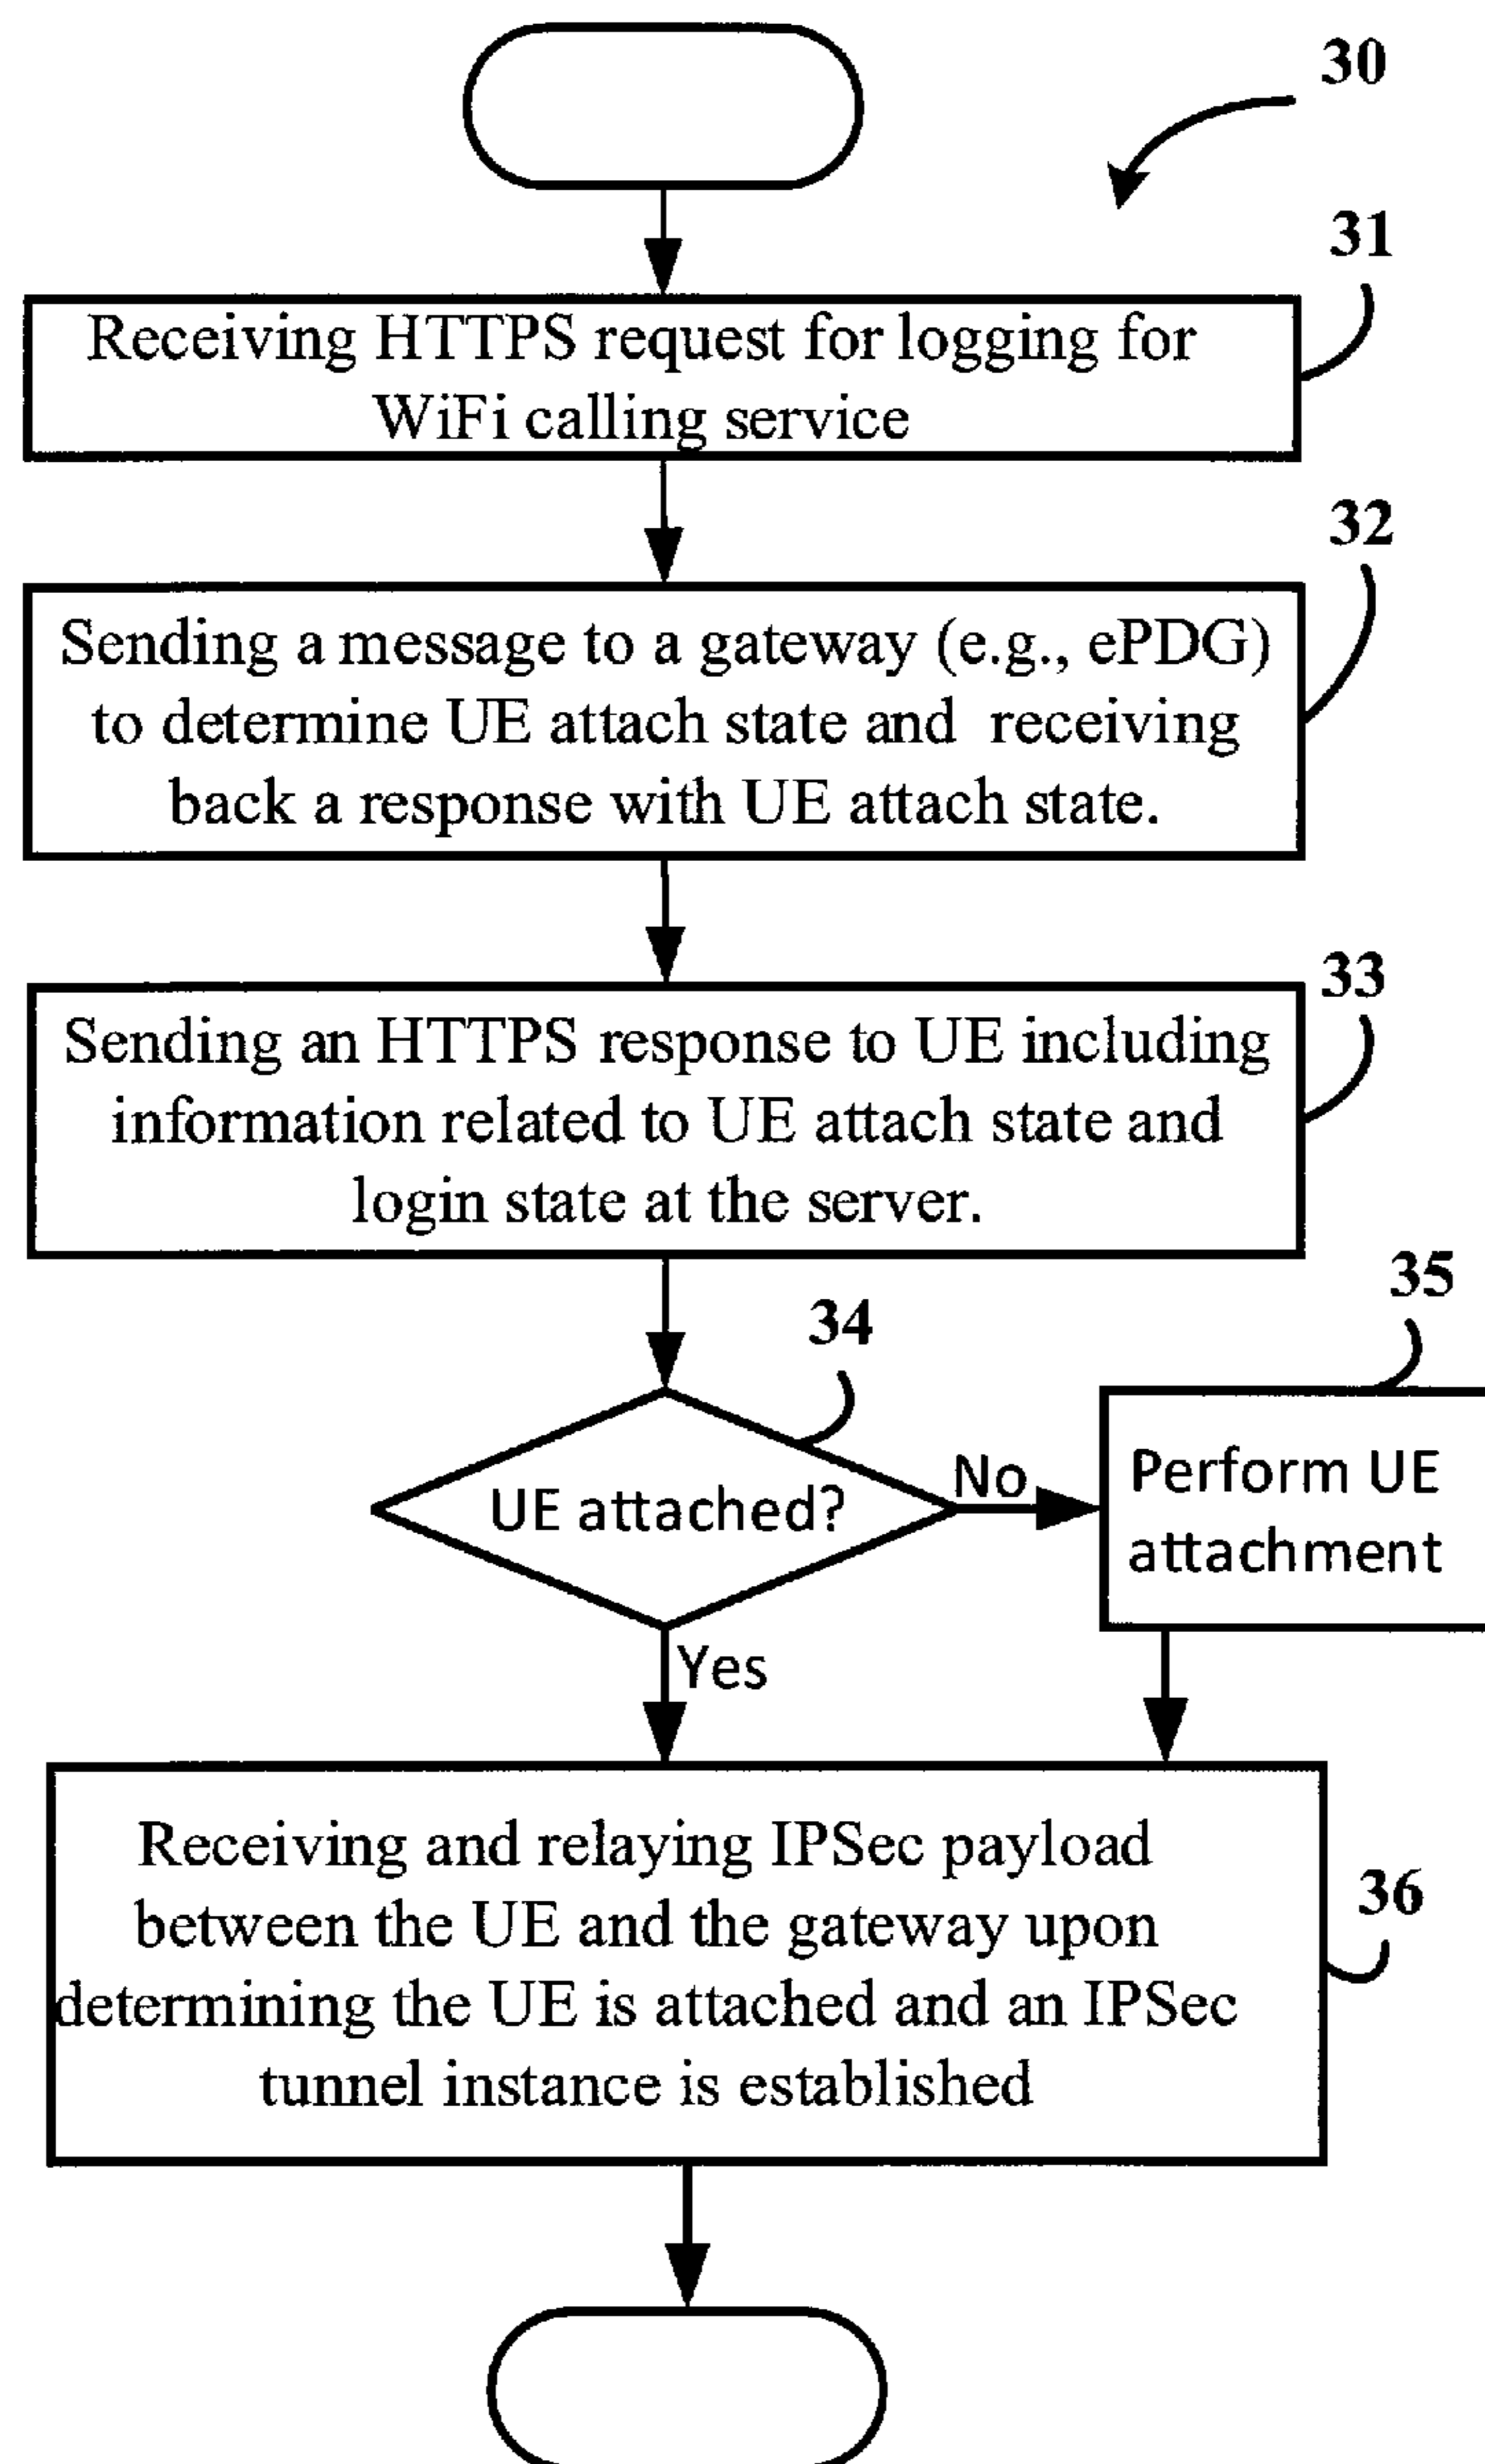 30
31
Receiving HTTPS request for logging for
WiFi calling service
32
Sending a message to a gateway (e.g., ePDG)
to determine UE attach state and receiving
back a response with UE attach state.
33
Sending an HTTPS response to UE including
information related to UE attach state and
login state at the server.
34
35
UE attached?
No
Perform UE
attachment
Yes
Receiving and relaying IPSec payload
between the UE and the gateway upon
determining the UE is attached and an IPSec
tunnel instance is established
36